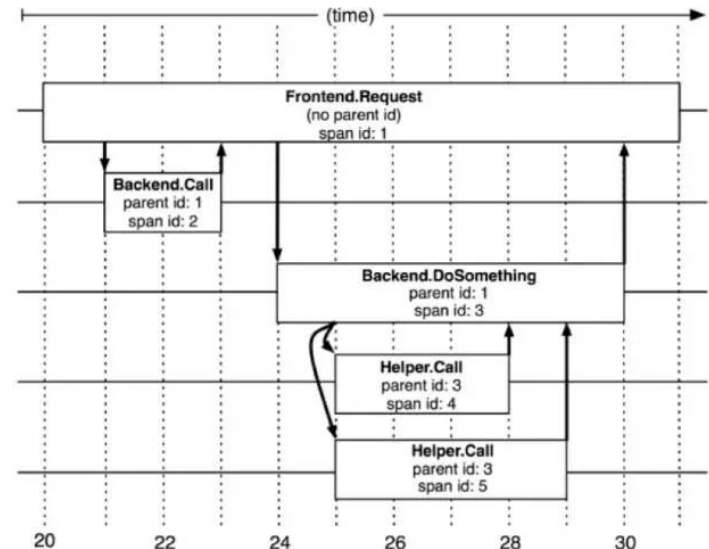 (time)
Frontend.Request
(no parent id)
span id: 1
Backend.Call
parent id: 1
span id: 2
Backend.DoSomething
parent id: 1
span id: 3
Helper.Call
parent id: 3
span id: 4
Helper.Call
parent id: 3
span id: 5
20 22 24 26 28 30